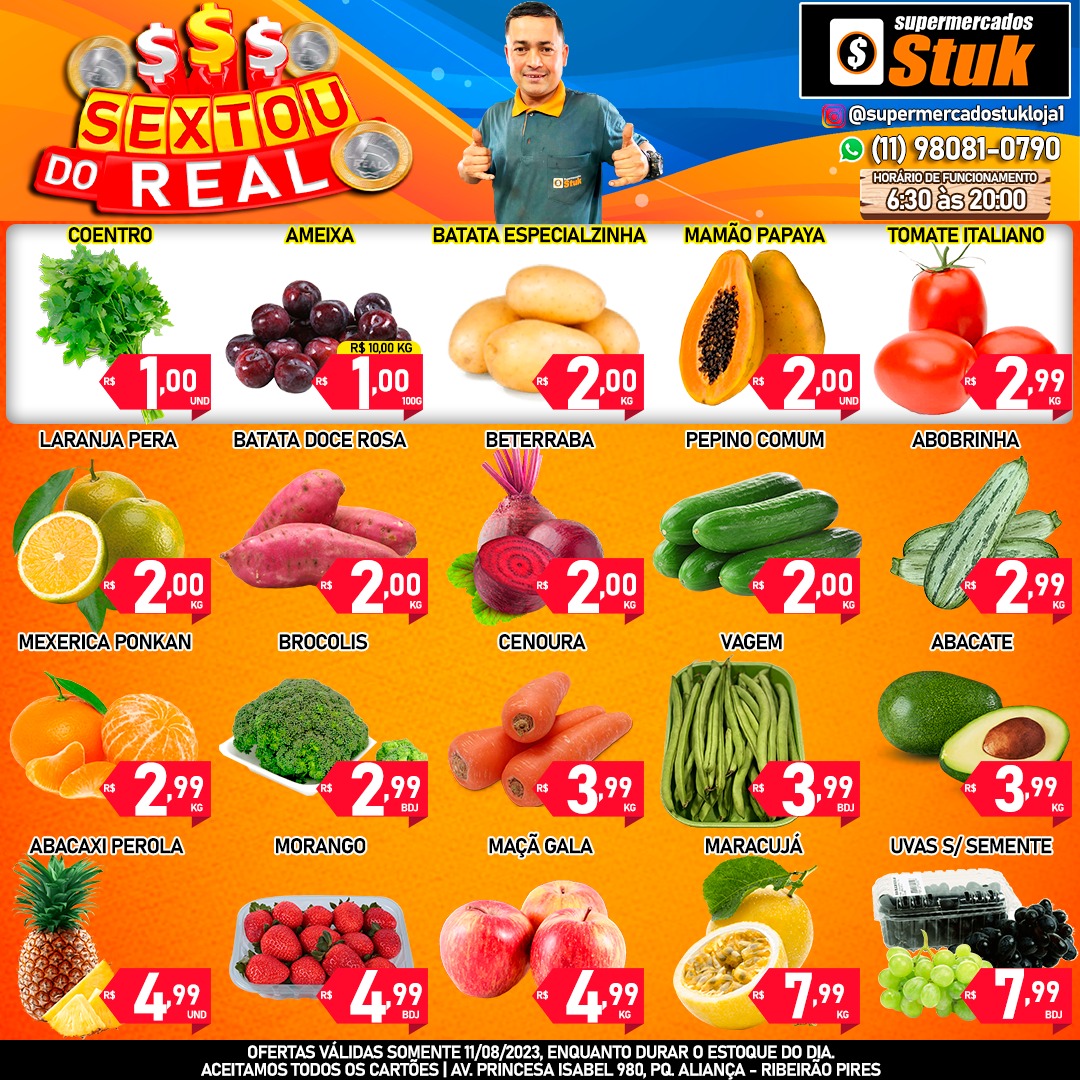 $ $ $
SEXTOU
DO REAL
supermercados
$ Stuk
@supermercadostukloja1
(11) 98081-0790
HORÁRIO DE FUNCIONAMENTO
6:30 às 20:00
Stuk
COENTRO
R$ 1,00 UND
AMEIXA
R$ 10,00 KG
R$ 1,00 100G
BATATA ESPECIALZINHA
R$ 2,00 KG
MAMÃO PAPAYA
R$ 2,00 UND
TOMATE ITALIANO
R$ 2,99 KG
LARANJA PERA
R$ 2,00 KG
BATATA DOCE ROSA
R$ 2,00 KG
BETERRABA
R$ 2,00 KG
PEPINO COMUM
R$ 2,00 KG
ABOBRINHA
R$ 2,99 KG
MEXERICA PONKAN
R$ 2,99 KG
BROCOLIS
R$ 2,99 BDJ
CENOURA
R$ 3,99 KG
VAGEM
R$ 3,99 BDJ
ABACATE
R$ 3,99 KG
ABACAXI PEROLA
R$ 4,99 UND
MORANGO
R$ 4,99 BDJ
MAÇÃ GALA
R$ 4,99 KG
MARACUJÁ
R$ 7,99 KG
UVAS S/ SEMENTE
R$ 7,99 BDJ
OFERTAS VÁLIDAS SOMENTE 11/08/2023, ENQUANTO DURAR O ESTOQUE DO DIA.
ACEITAMOS TODOS OS CARTÕES | AV. PRINCESA ISABEL 980, PQ. ALIANÇA - RIBEIRÃO PIRES